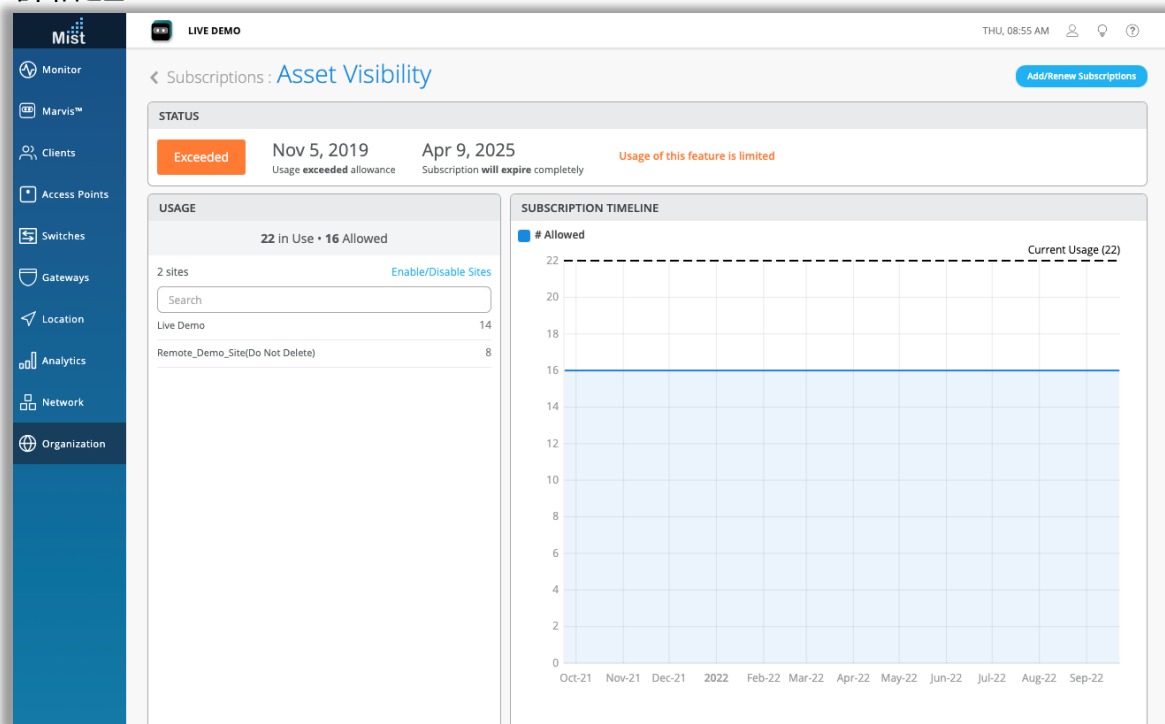 Mist
LIVE DEMO
THU, 08:55 AM
Monitor
Marvis™
Clients
Access Points
Switches
Gateways
Location
Analytics
Network
Organization
Subscriptions : Asset Visibility
Add/Renew Subscriptions
STATUS
Exceeded
Nov 5, 2019
Usage exceeded allowance
Apr 9, 2025
Subscription will expire completely
Usage of this feature is limited
USAGE
22 in Use • 16 Allowed
2 sites
Enable/Disable Sites
Search
Live Demo 14
Remote_Demo_Site(Do Not Delete) 8
SUBSCRIPTION TIMELINE
# Allowed
Current Usage (22)
22
20
18
16
14
12
10
8
6
4
2
0
Oct-21 Nov-21 Dec-21 2022 Feb-22 Mar-22 Apr-22 May-22 Jun-22 Jul-22 Aug-22 Sep-22